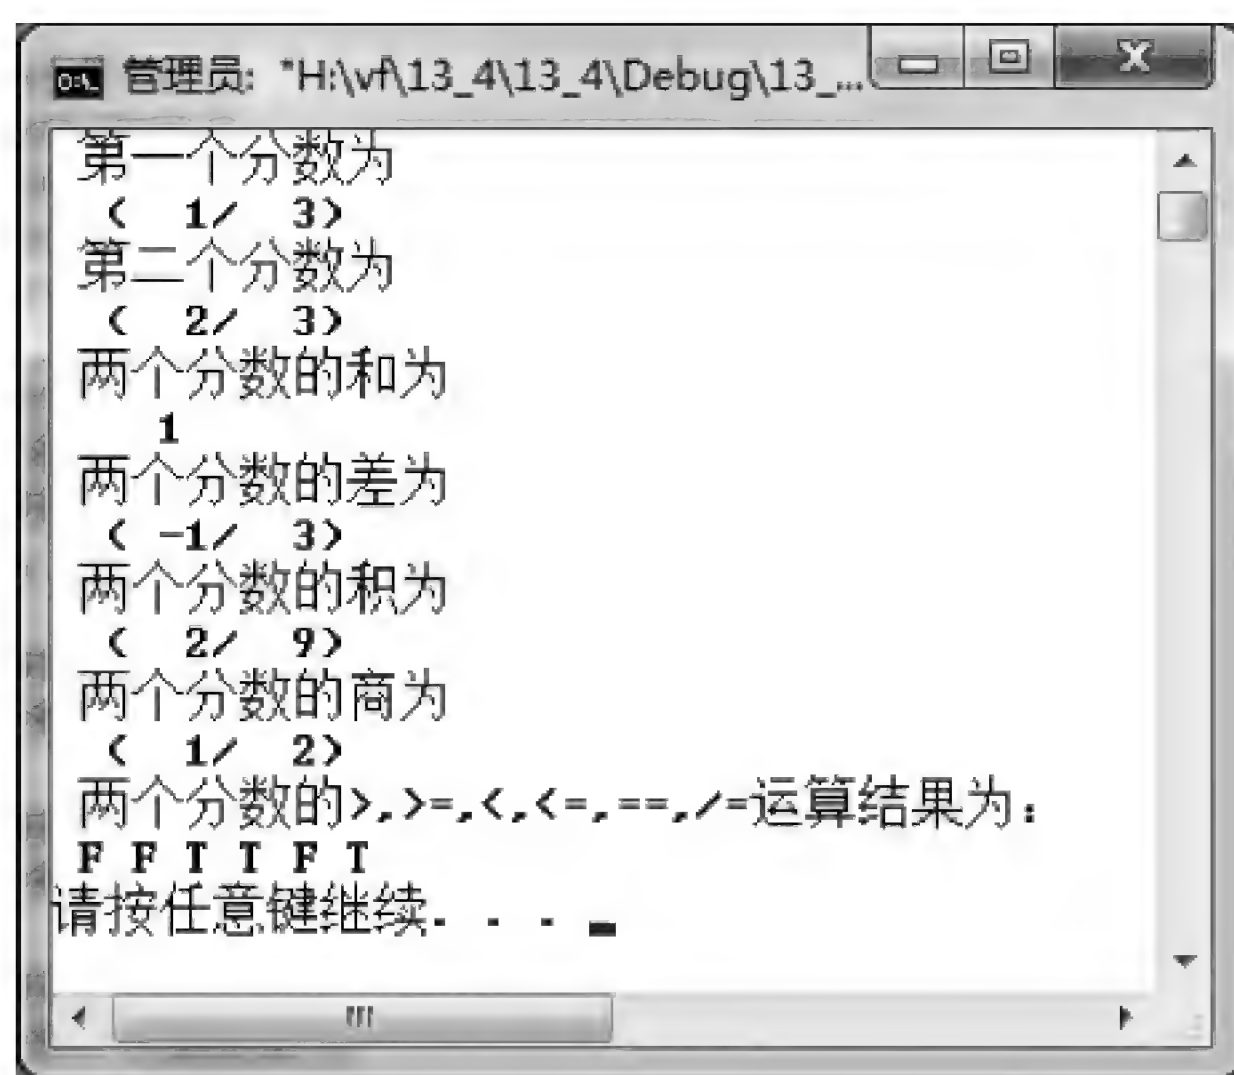 管理员: "H:\vf\13_4\13_4\Debug\13_...
第一个分数为
( 1/ 3)
第二个分数为
( 2/ 3)
两个分数的和为
1
两个分数的差为
( -1/ 3)
两个分数的积为
( 2/ 9)
两个分数的商为
( 1/ 2)
两个分数的>,>=,<,<=,==,/=运算结果为:
F F T T F T
请按任意键继续. . .